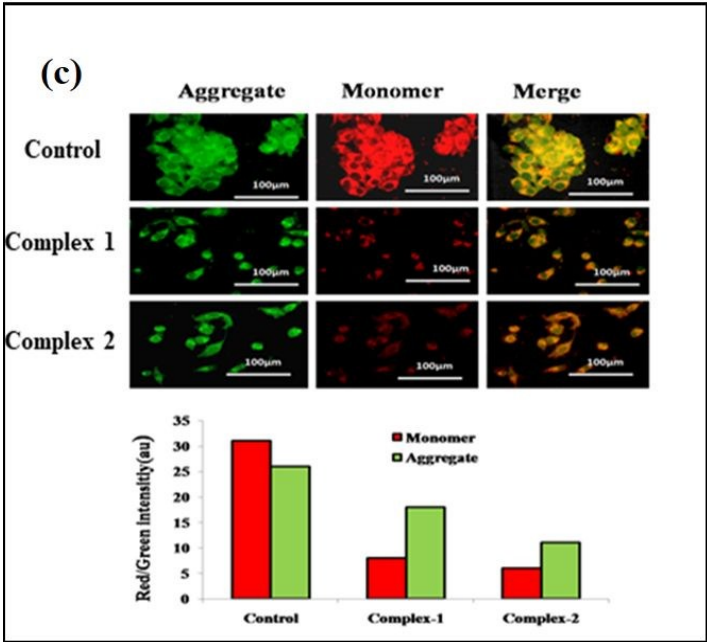 (c)
Aggregate Monomer Merge
Control
100μm 100μm 100μm
Complex 1
100μm 100μm 100μm
Complex 2
100μm 100μm 100μm
Red/Green intensitly(au)
35
30
25
20
15
10
5
0
Monomer
Aggregate
Control Complex-1 Complex-2